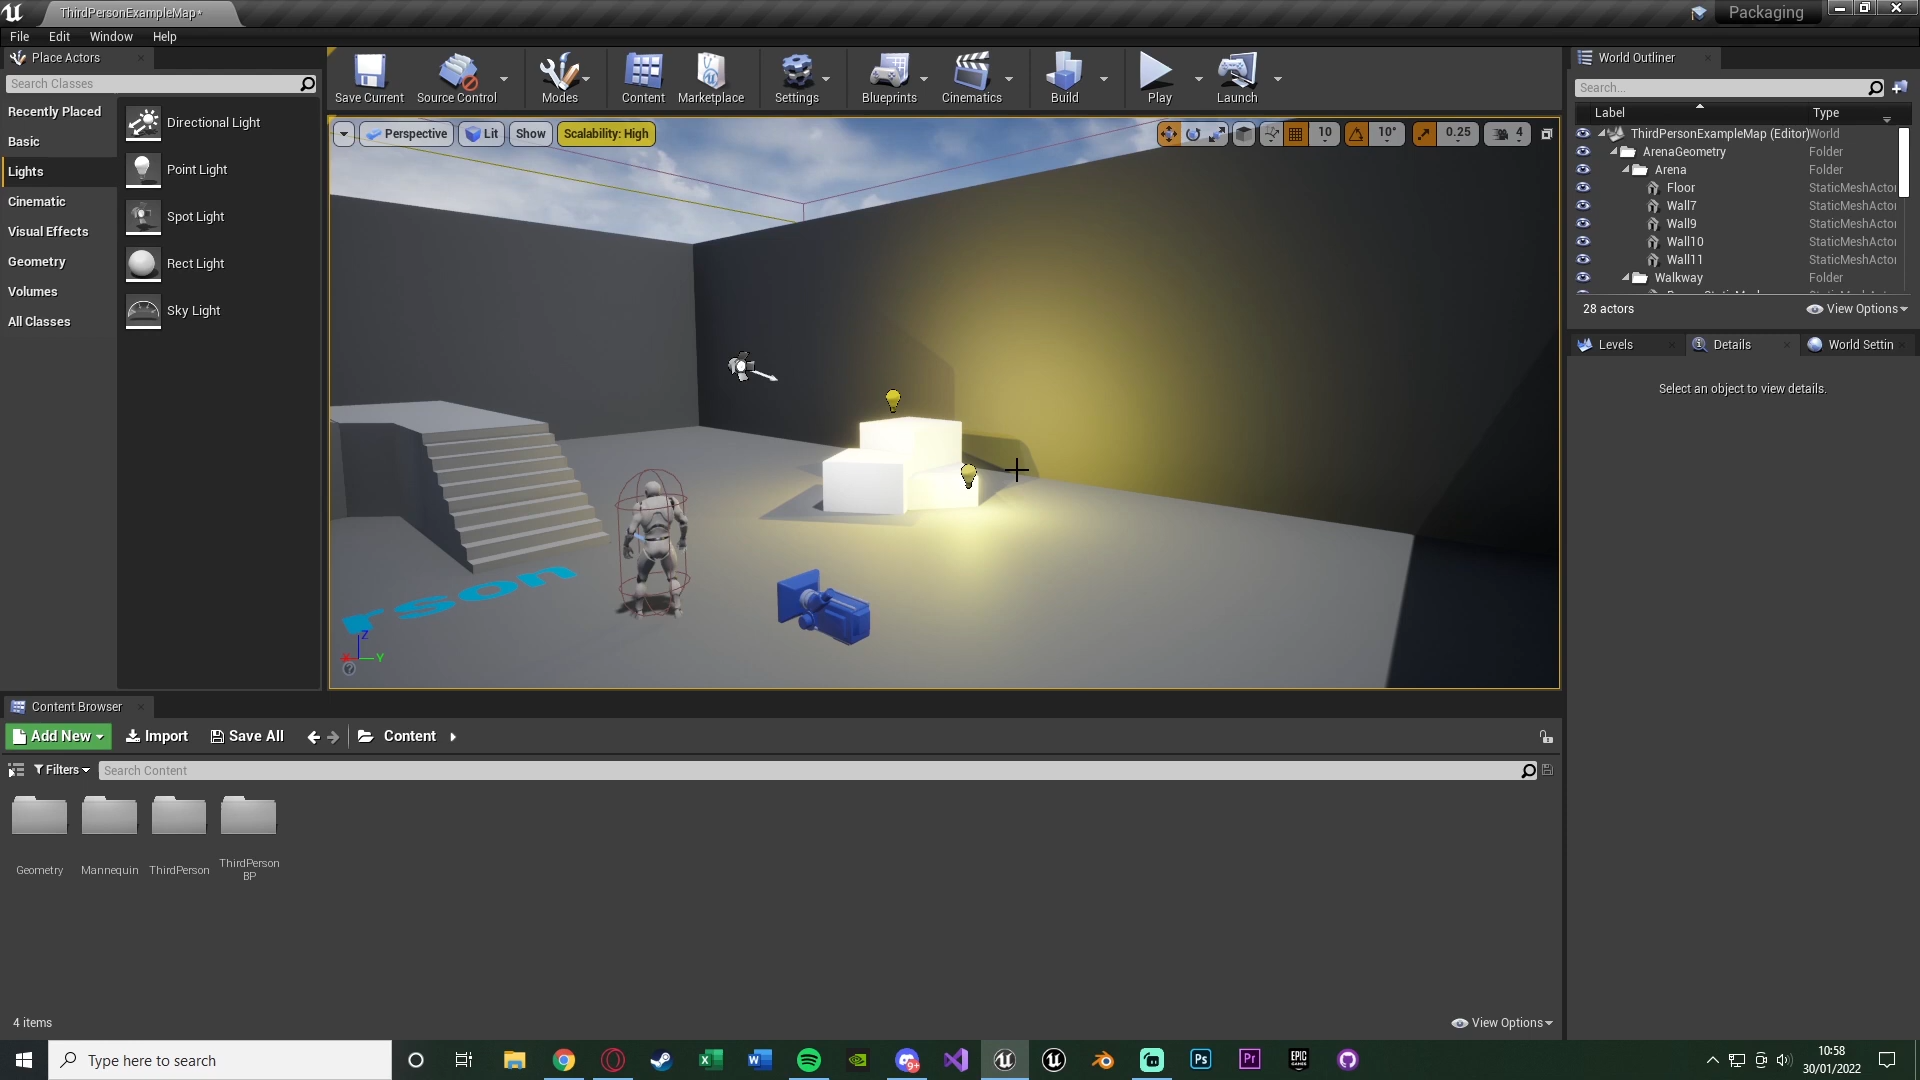 ThirdPersonExampleMap*
Packaging
File Edit Window Help
Place Actors
Search Classes
Recently Placed
Basic
Lights
Cinematic
Visual Effects
Geometry
Volumes
All Classes
Directional Light
Point Light
Spot Light
Rect Light
Sky Light
Save Current
Source Control
Modes
Content
Marketplace
Settings
Blueprints
Cinematics
Build
Play
Launch
Perspective
Lit
Show
Scalability: High
10
10°
0.25
4
rson
Z
X
Y
World Outliner
Search...
Label Type
ThirdPersonExampleMap (Editor) World
ArenaGeometry Folder
Arena Folder
Floor StaticMeshActor
Wall7 StaticMeshActor
Wall9 StaticMeshActor
Wall10 StaticMeshActor
Wall11 StaticMeshActor
Walkway Folder
28 actors
View Options
Levels
Details
World Settin
Select an object to view details.
Content Browser
Add New
Import
Save All
Content
Filters
Search Content
Geometry
Mannequin
ThirdPerson
ThirdPerson
BP
4 items
View Options
Type here to search
9+
Ps
Pr
EPIC
GAMES
10:58
30/01/2022